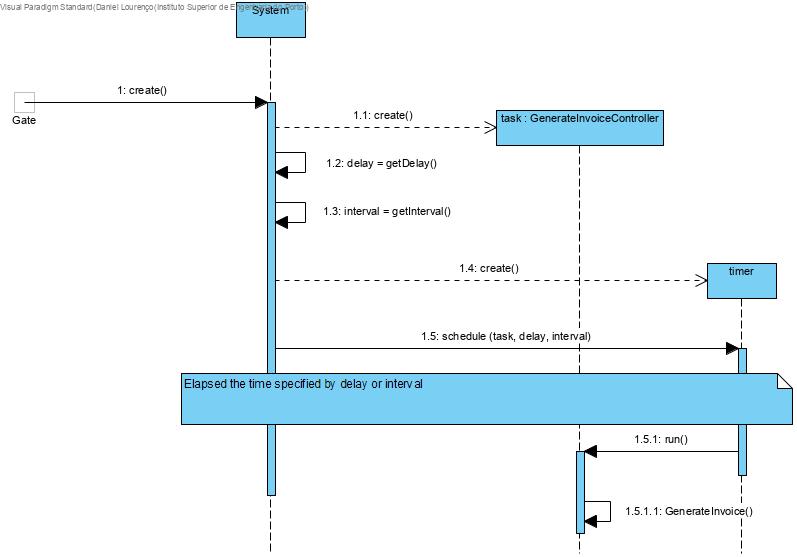 Visual Paradigm Standard(Daniel Lourenço(Instituto Superior de Engenharia do Porto))
System
1: create()
Gate
1.1: create()
task : GenerateInvoiceController
1.2: delay = getDelay()
1.3: interval = getInterval()
1.4: create()
timer
1.5: schedule (task, delay, interval)
Elapsed the time specified by delay or interval
1.5.1: run()
1.5.1.1: GenerateInvoice()